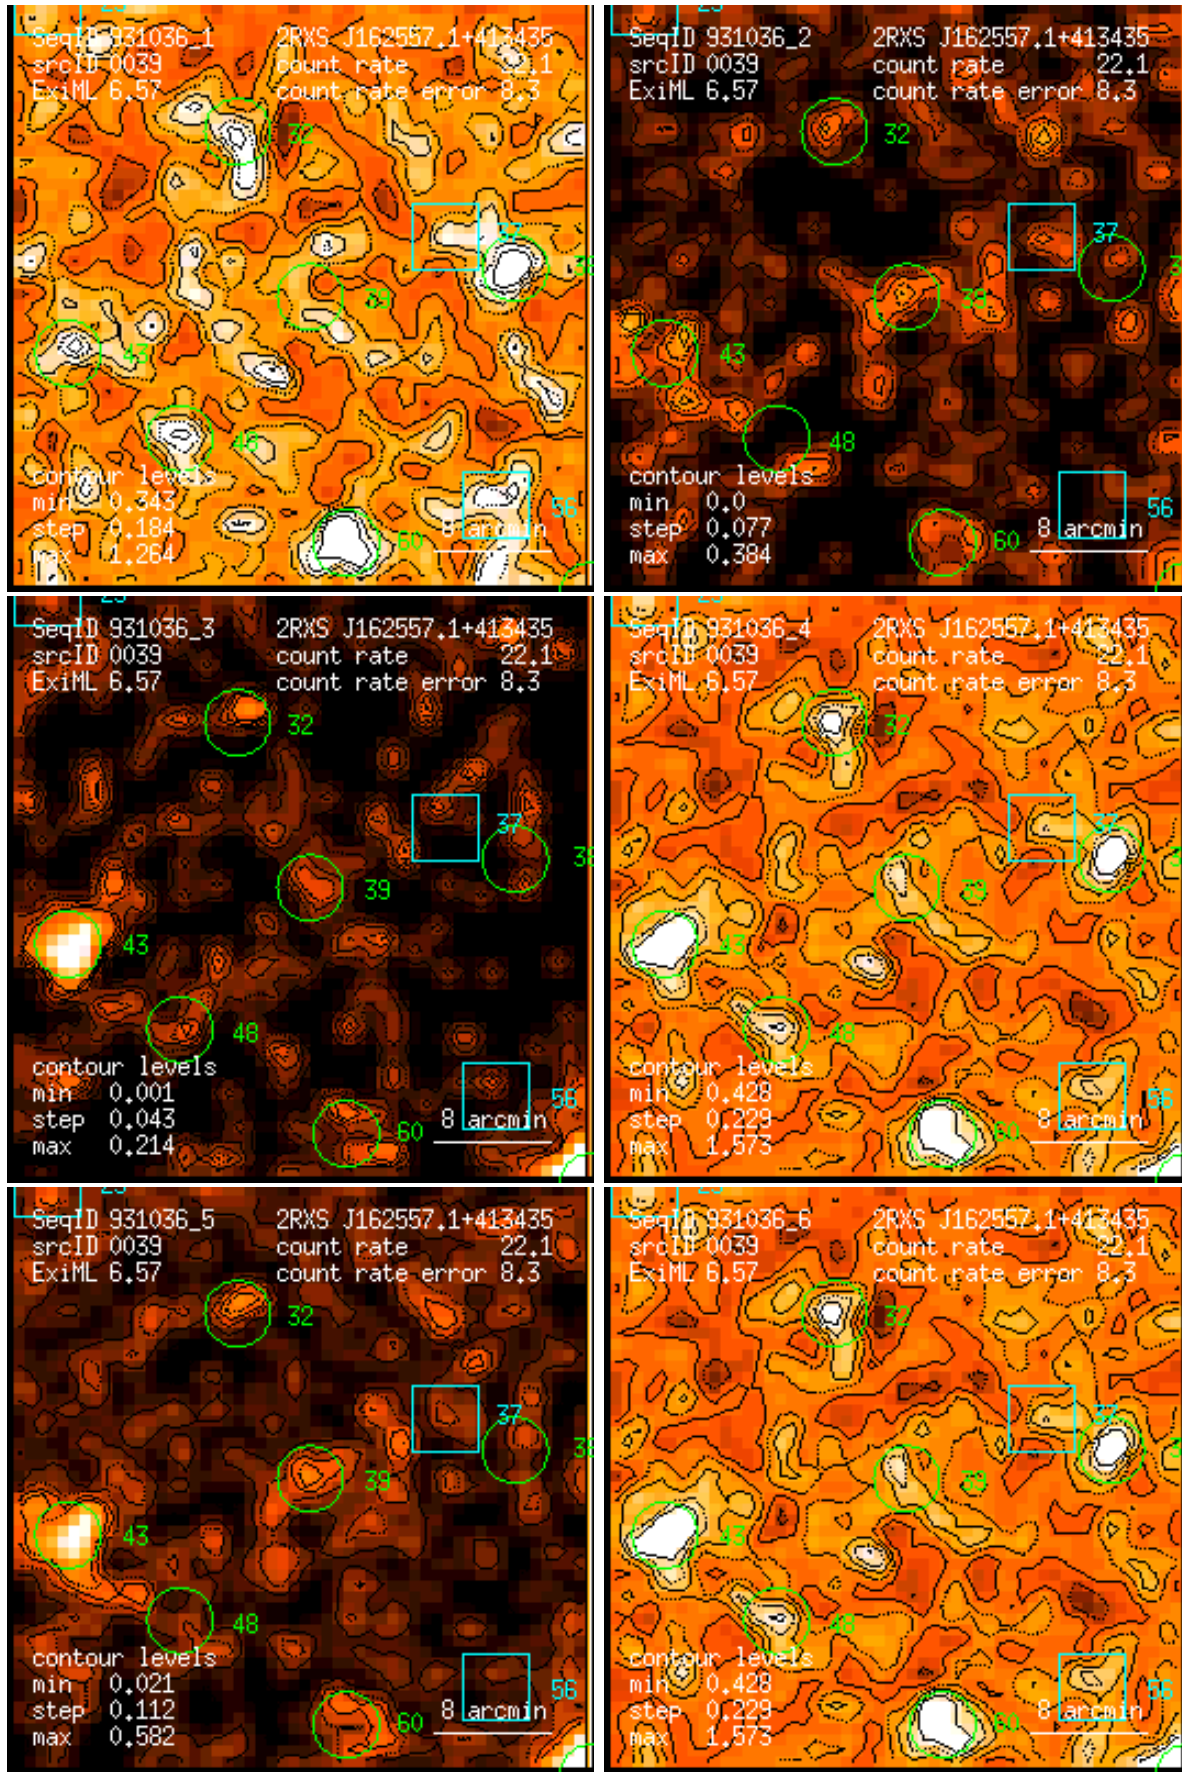 23
SeqID 931036_1 2RXS J162557.1+413435
srcID 0039 count rate 22.1
ExiML 6.57 count rate error 8.3
32
37
39
43
48
contour levels
min 0.343
step 0.184
max 1.264
56
60
8 arcmin
SeqID 931036_2 2RXS J162557.1+413435
srcID 0039 count rate 22.1
ExiML 6.57 count rate error 8.3
32
37
39
43
48
contour levels
min 0.0
step 0.077
max 0.384
56
60
8 arcmin
SeqID 931036_3 2RXS J162557.1+413435
srcID 0039 count rate 22.1
ExiML 6.57 count rate error 8.3
32
37
39
43
48
contour levels
min 0.001
step 0.043
max 0.214
56
60
8 arcmin
SeqID 931036_4 2RXS J162557.1+413435
srcID 0039 count rate 22.1
ExiML 6.57 count rate error 8.3
32
37
39
43
48
contour levels
min 0.428
step 0.229
max 1.573
56
60
8 arcmin
SeqID 931036_5 2RXS J162557.1+413435
srcID 0039 count rate 22.1
ExiML 6.57 count rate error 8.3
32
37
39
43
48
contour levels
min 0.021
step 0.112
max 0.582
56
60
8 arcmin
SeqID 931036_6 2RXS J162557.1+413435
srcID 0039 count rate 22.1
ExiML 6.57 count rate error 8.3
32
37
39
43
48
contour levels
min 0.428
step 0.229
max 1.573
56
60
8 arcmin